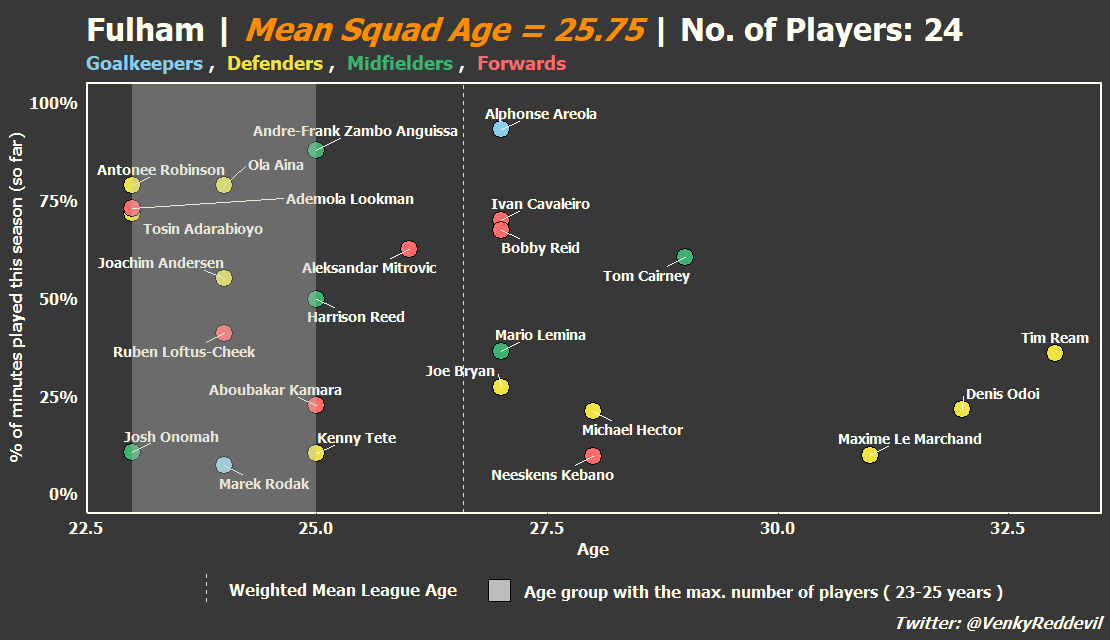 Fulham | Mean Squad Age = 25.75 | No. of Players: 24
Goalkeepers , Defenders , Midfielders , Forwards
100%
Alphonse Areola
Andre-Frank Zambo Anguissa
Ola Aina
Antonee Robinson
75%
Ademola Lookman
Ivan Cavaleiro
Tosin Adarabioyo
Bobby Reid
Joachim Andersen
Aleksandar Mitrovic
Tom Cairney
50%
Harrison Reed
Mario Lemina
Tim Ream
Ruben Loftus-Cheek
Joe Bryan
Aboubakar Kamara
Denis Odoi
25%
Michael Hector
Josh Onomah
Kenny Tete
Maxime Le Marchand
Neeskens Kebano
Marek Rodak
0%
% of minutes played this season (so far)
22.5 25.0 27.5 30.0 32.5
Age
Weighted Mean League Age
Age group with the max. number of players ( 23-25 years )
Twitter: @VenkyReddevil